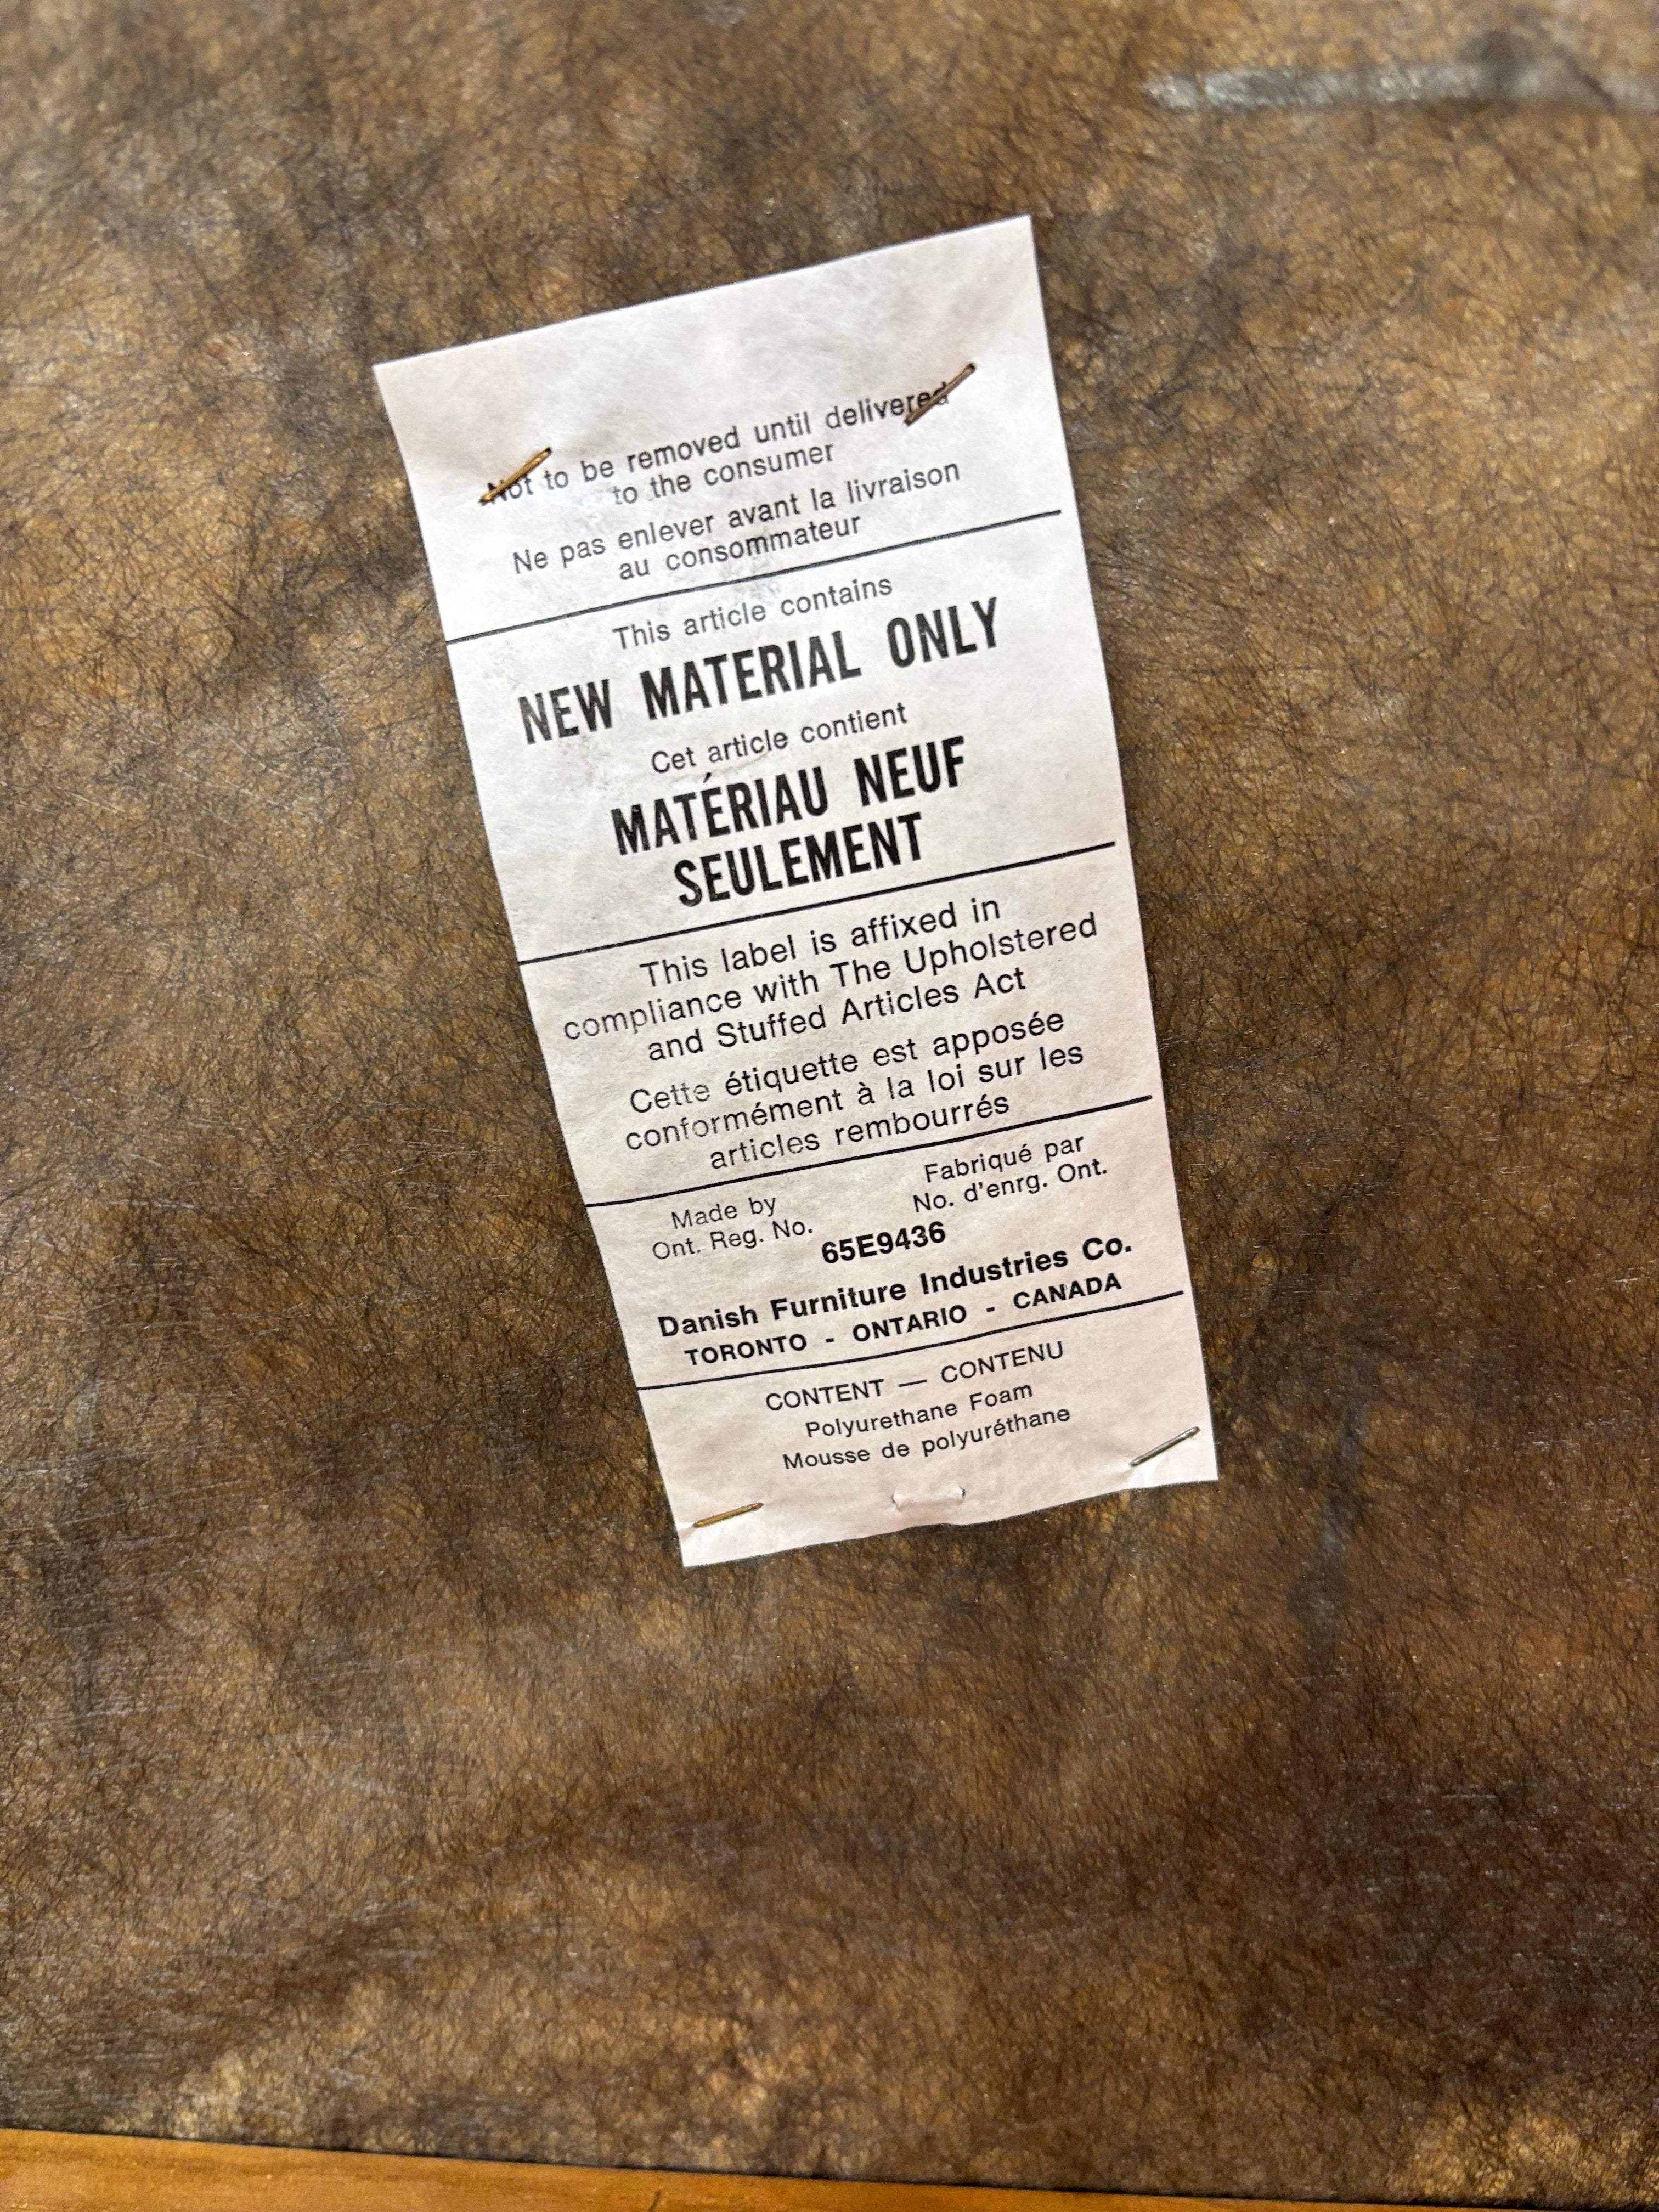 Not to be removed until delivered
to the consumer
Ne pas enlever avant la livraison
au consommateur
This article contains
NEW MATERIAL ONLY
Cet article contient
MATÉRIAU NEUF
SEULEMENT
This label is affixed in
compliance with The Upholstered
and Stuffed Articles Act
Cette étiquette est apposée
conformément à la loi sur les
articles rembourrés
Made by Fabriqué par
Ont. Reg. No. No. d'enrg. Ont.
65E9436
Danish Furniture Industries Co.
TORONTO - ONTARIO - CANADA
CONTENT — CONTENU
Polyurethane Foam
Mousse de polyuréthane